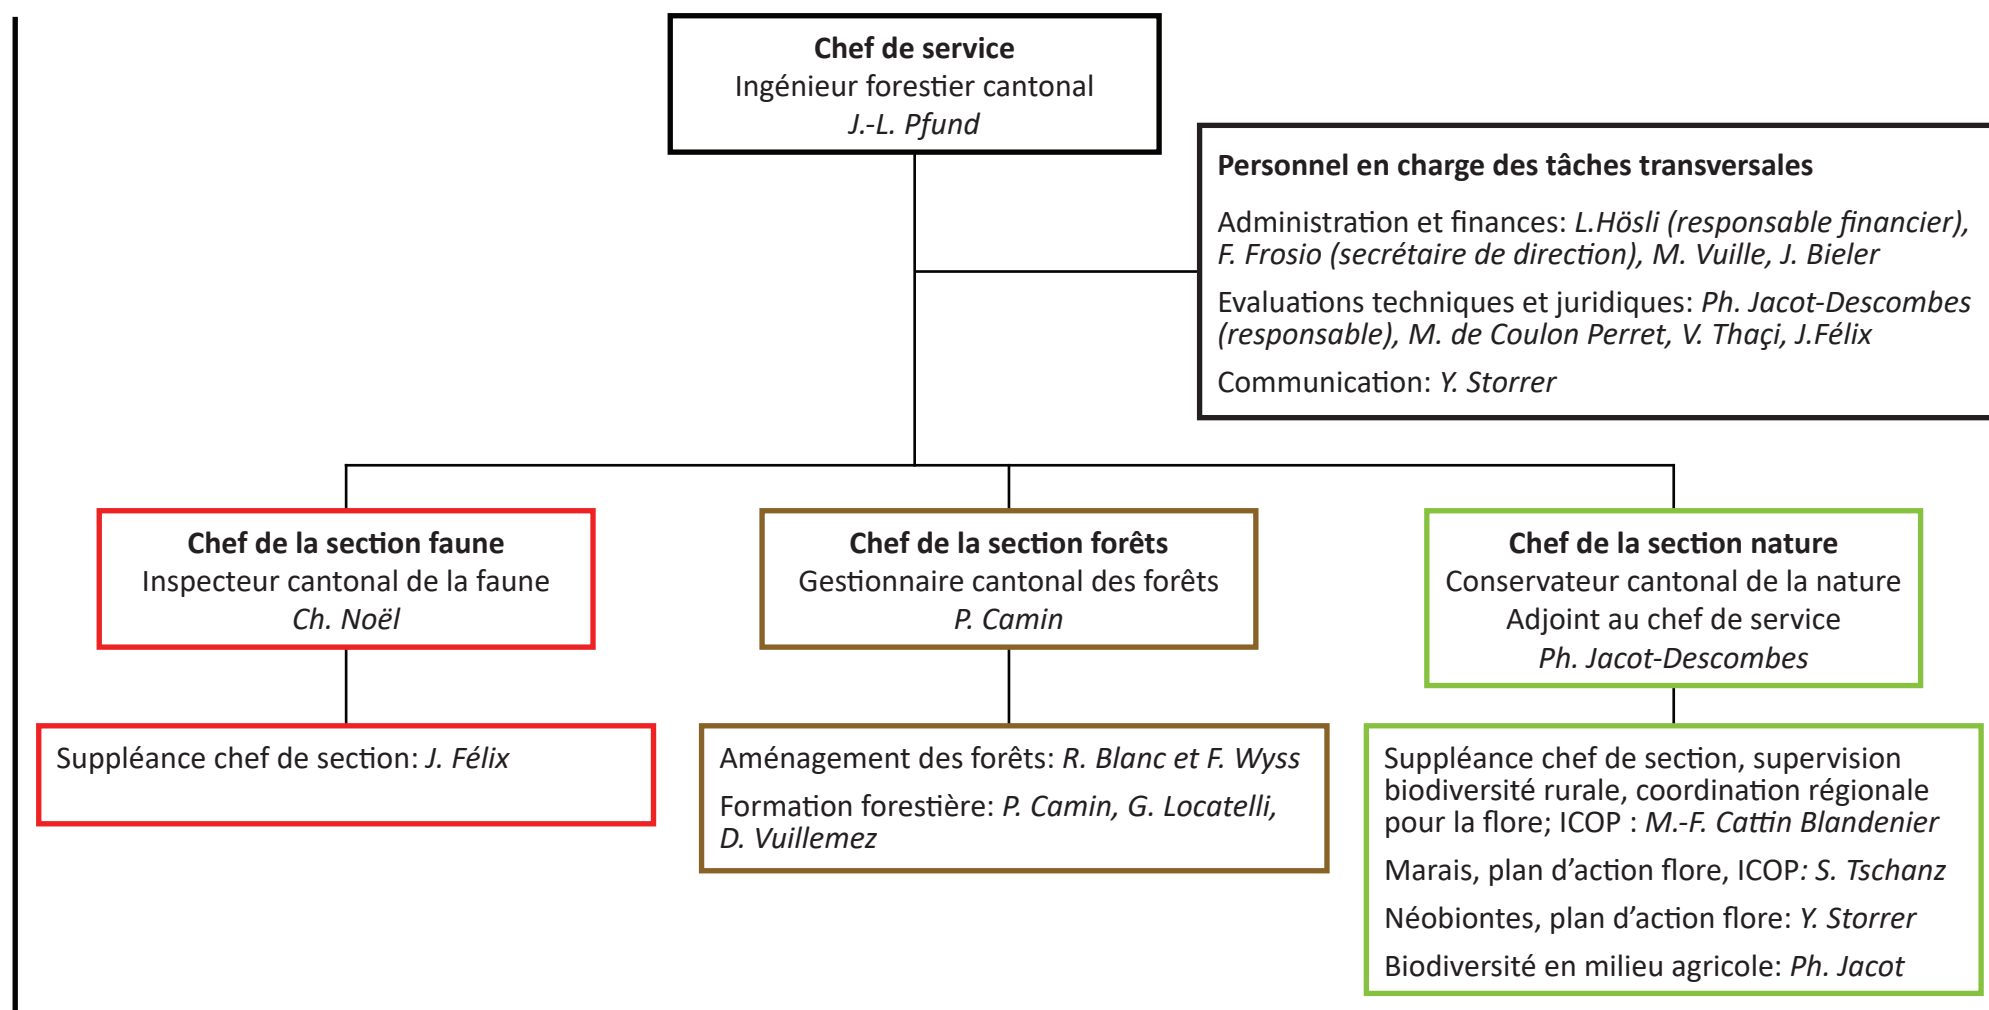 Chef de service
Ingénieur forestier cantonal
J.-L. Pfund
Personnel en charge des tâches transversales
Administration et finances: L.Hösli (responsable financier),
F. Frosio (secrétaire de direction), M. Vuille, J. Bieler
Evaluations techniques et juridiques: Ph. Jacot-Descombes
(responsable), M. de Coulon Perret, V. Thaçi, J.Félix
Communication: Y. Storrer
Chef de la section faune
Inspecteur cantonal de la faune
Ch. Noël
Suppléance chef de section: J. Félix
Chef de la section forêts
Gestionnaire cantonal des forêts
P. Camin
Aménagement des forêts: R. Blanc et F. Wyss
Formation forestière: P. Camin, G. Locatelli,
D. Vuillemez
Chef de la section nature
Conservateur cantonal de la nature
Adjoint au chef de service
Ph. Jacot-Descombes
Suppléance chef de section, supervision
biodiversité rurale, coordination régionale
pour la flore; ICOP : M.-F. Cattin Blandenier
Marais, plan d’action flore, ICOP: S. Tschanz
Néobiontes, plan d’action flore: Y. Storrer
Biodiversité en milieu agricole: Ph. Jacot